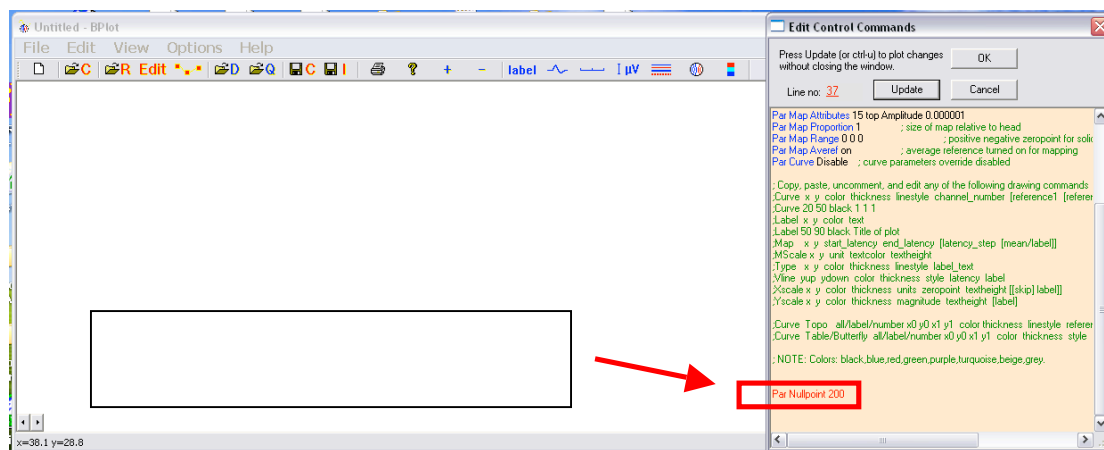 Untitled - BPlot
File Edit View Options Help
C R Edit D Q C I ? + - label I µV
x=38.1 y=28.8
Edit Control Commands
Press Update (or ctrl-u) to plot changes
without closing the window.
OK
Line no: 37 Update Cancel
Par Map Attributes 15 top Amplitude 0.000001
Par Map Proportion 1 ; size of map relative to head
Par Map Range 0 0 0 ; positive negative zeropoint for solid
Par Map Averef on ; average reference turned on for mapping
Par Curve Disable ; curve parameters override disabled
; Copy, paste, uncomment, and edit any of the following drawing commands
;Curve x y color thickness linestyle channel_number [reference1 [referer
;Curve 20 50 black 1 1 1
;Label x y color text
;Label 50 90 black Title of plot
;Map x y start_latency end_latency [latency_step [mean/label]]
;MScale x y unit textcolor textheight
;Type x y color thickness linestyle label_text
;Vline yup ydown color thickness style latency label
;Xscale x y color thickness units zeropoint textheight [[skip] label]]
;Yscale x y color thickness magnitude textheight [label]
;Curve Topo all/label/number x0 y0 x1 y1 color thickness linestyle referer
;Curve Table/Butterfly all/label/number x0 y0 x1 y1 color thickness style
; NOTE: Colors: black,blue,red,green,purple,turquoise,beige,grey.
Par Nullpoint 200